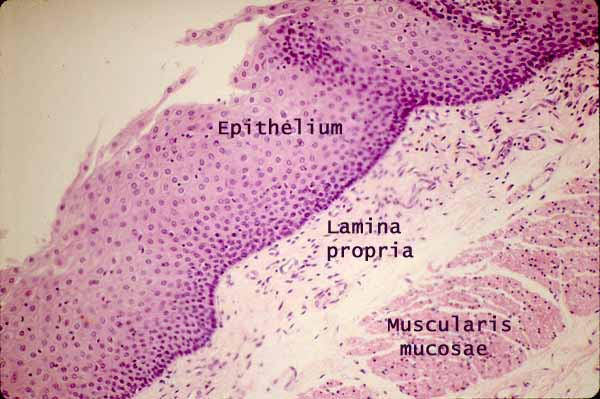 Epithelium
Lamina
propria
Muscularis
mucosae